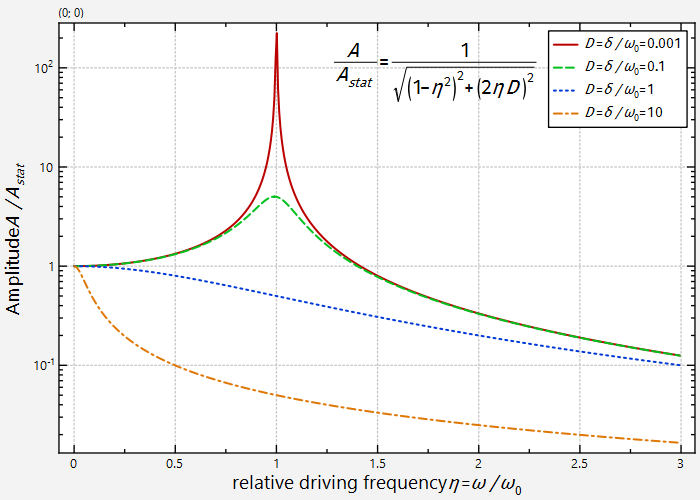 (0; 0)
A/A_stat = 1/√((1−η²)²+(2ηD)²)
D=δ/ω₀=0.001
D=δ/ω₀=0.1
D=δ/ω₀=1
D=δ/ω₀=10
AmplitudeA/A_stat
10²
10
1
10⁻¹
0 0.5 1 1.5 2 2.5 3
relative driving frequencyη=ω/ω₀